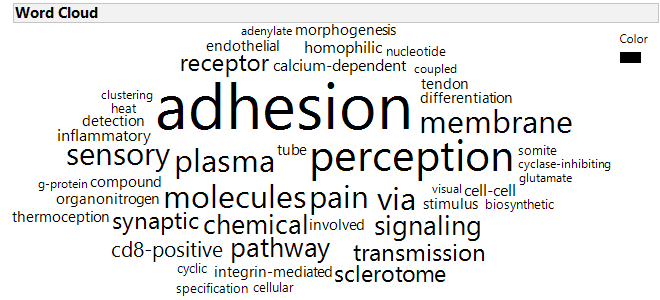 Word Cloud
Color
adenylate morphogenesis
endothelial homophilic nucleotide
receptor calcium-dependent coupled
tendon
clustering adhesion differentiation
heat
detection membrane
inflammatory
sensory plasma tube perception somite
cyclase-inhibiting
glutamate
g-protein compound
organonitrogen molecules pain via visual cell-cell
stimulus biosynthetic
thermoception synaptic chemical involved signaling
cd8-positive pathway transmission
cyclic integrin-mediated sclerotome
specification cellular